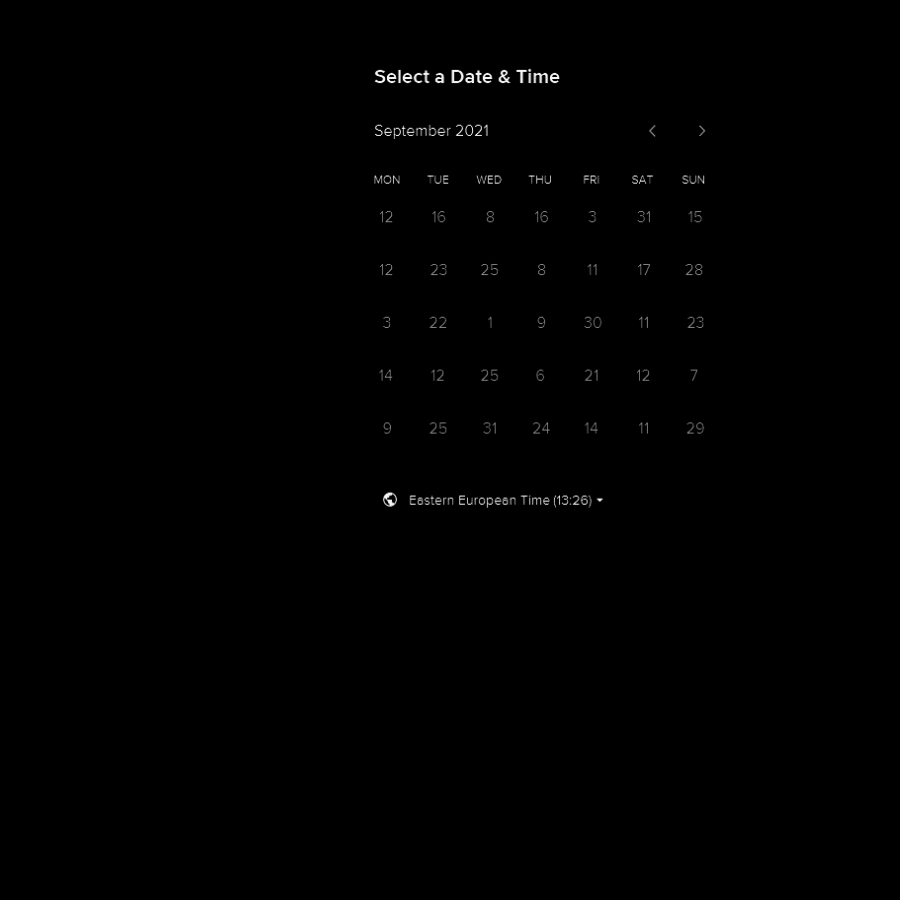 Select a Date & Time
September 2021
MON TUE WED THU FRI SAT SUN
12 16 8 16 3 31 15
12 23 25 8 11 17 28
3 22 1 9 30 11 23
14 12 25 6 21 12 7
9 25 31 24 14 11 29
Eastern European Time (13:26)